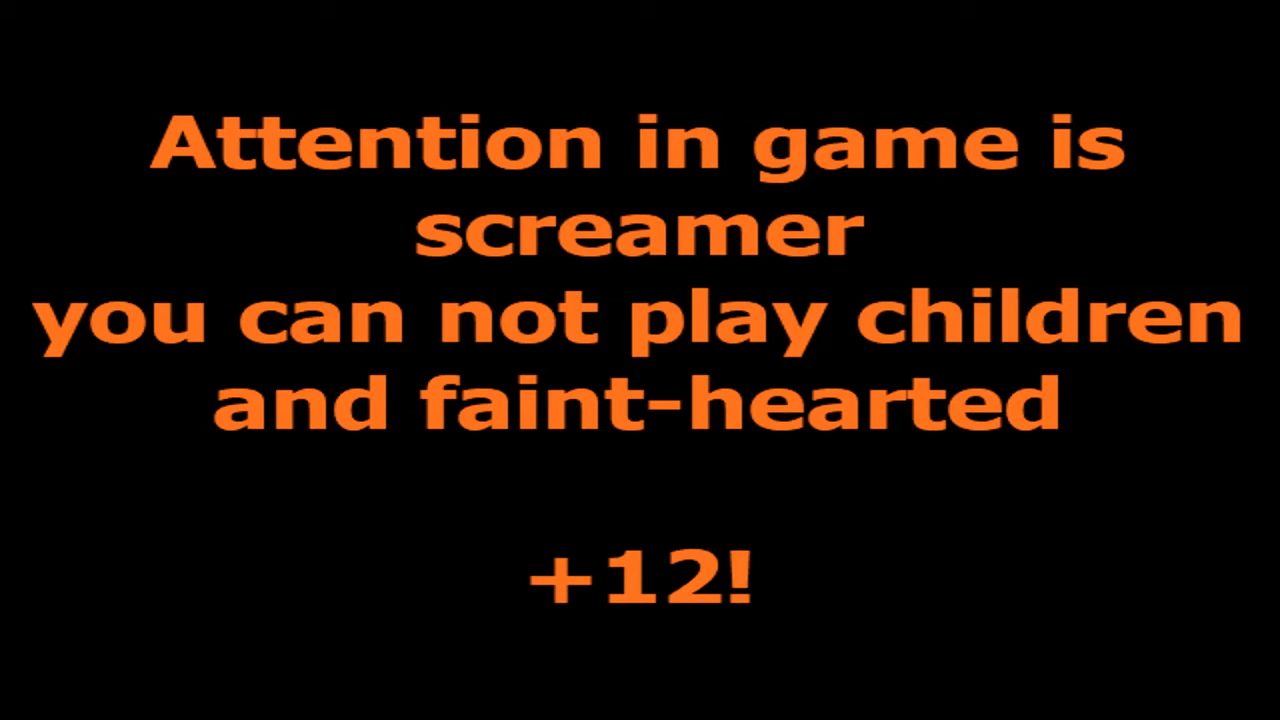 Attention in game is
screamer
you can not play children
and faint-hearted
+12!